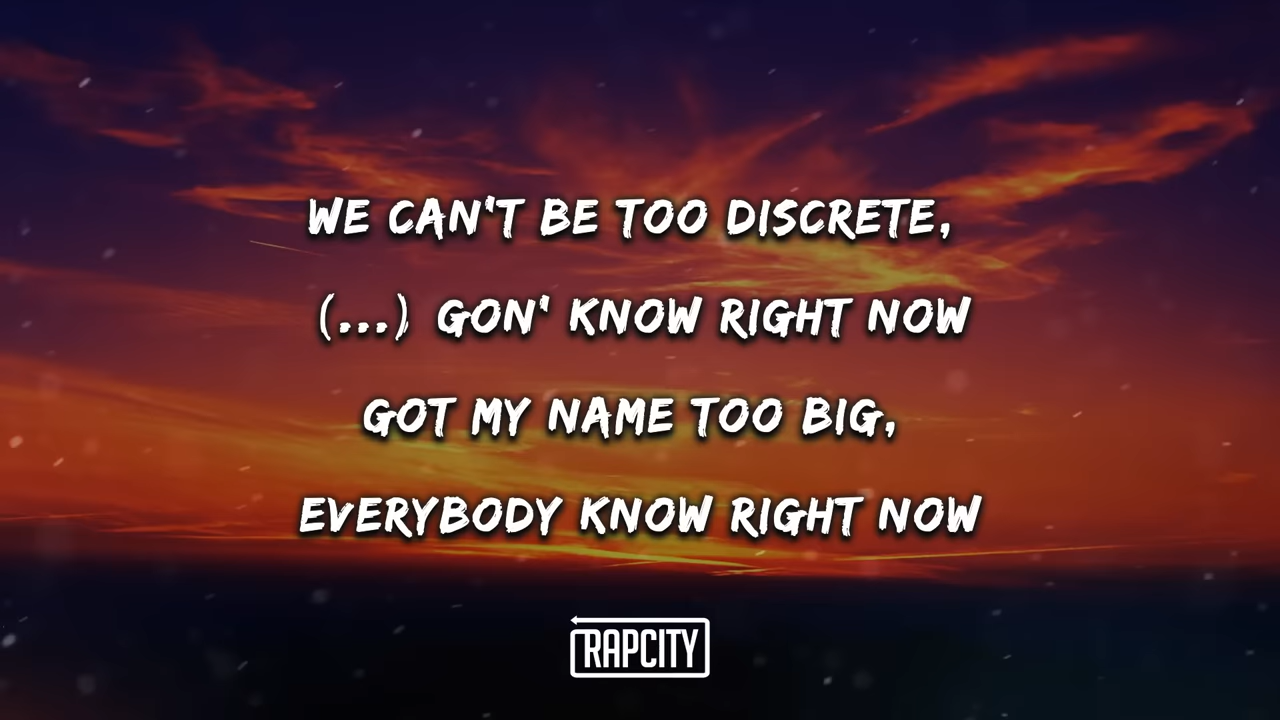 WE CAN'T BE TOO DISCRETE,
(...) GON' KNOW RIGHT NOW
GOT MY NAME TOO BIG,
EVERYBODY KNOW RIGHT NOW
RAPCITY